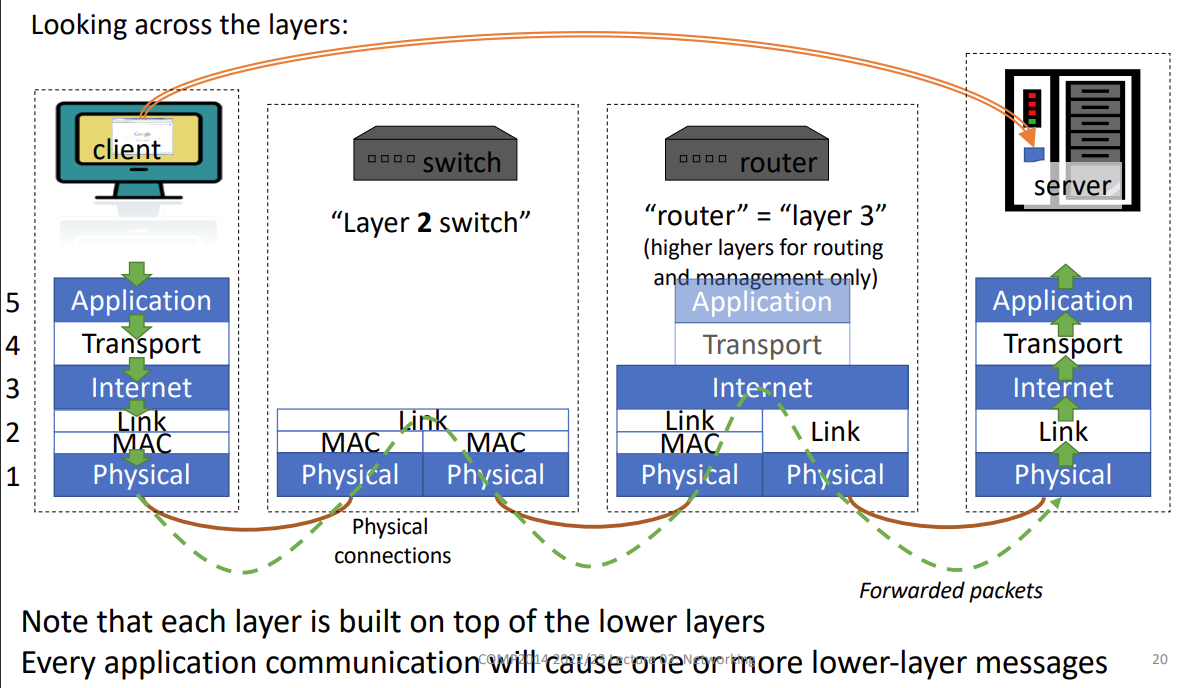 Looking across the layers:
client
switch
router
server
"Layer 2 switch"
"router" = "layer 3"
(higher layers for routing
and management only)
5
Application
Application
Application
4
Transport
Transport
Transport
3
Internet
Internet
Internet
2
Link
MAC
Link
MAC
MAC
Link
MAC
Link
Link
1
Physical
Physical
Physical
Physical
Physical
Physical
Physical
connections
Forwarded packets
Note that each layer is built on top of the lower layers
Every application communication will cause one or more lower-layer messages
COMP2014 2022/23 Lecture 02: Networking
20